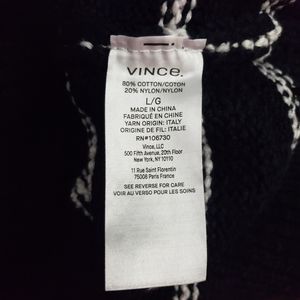 VINCE.
80% COTTON/COTON
20% NYLON/NYLON
L/G
MADE IN CHINA
FABRIQUÉ EN CHINE
YARN ORIGIN: ITALY
ORIGINE DE FIL: ITALIE
RN#106730
Vince, LLC
500 Fifth Avenue, 20th Floor
New York, NY 10110
11 Rue Saint Florentin
75008 Paris France
SEE REVERSE FOR CARE
VOIR AU VERSO POUR LES SOINS